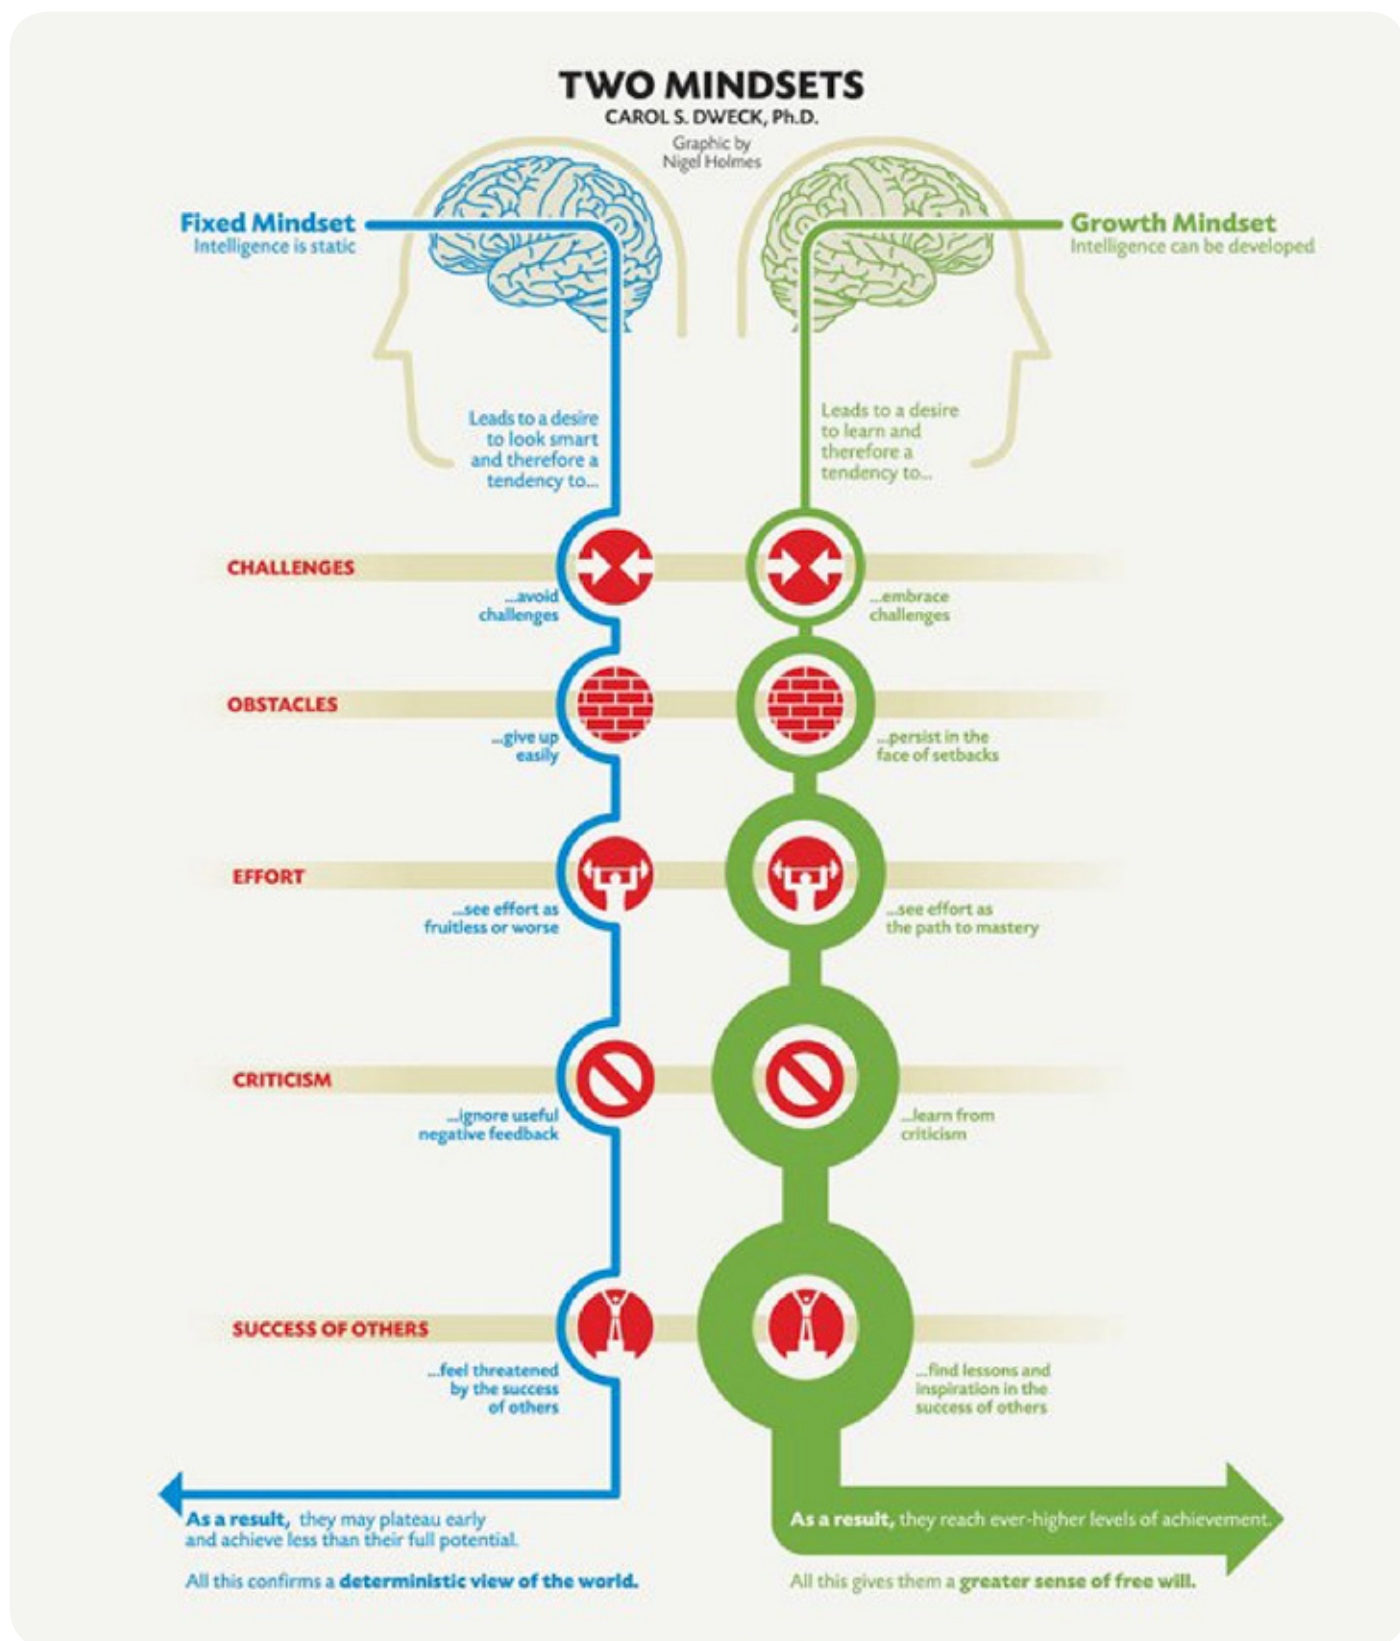 TWO MINDSETS
CAROL S. DWECK, Ph.D.
Graphic by
Nigel Holmes
Fixed Mindset
Intelligence is static
Growth Mindset
Intelligence can be developed
Leads to a desire
to look smart
and therefore a
tendency to...
Leads to a desire
to learn and
therefore a
tendency to...
CHALLENGES
...avoid
challenges
...embrace
challenges
OBSTACLES
...give up
easily
...persist in the
face of setbacks
EFFORT
...see effort as
fruitless or worse
...see effort as
the path to mastery
CRITICISM
...ignore useful
negative feedback
...learn from
criticism
SUCCESS OF OTHERS
...feel threatened
by the success
of others
...find lessons and
inspiration in the
success of others
As a result, they may plateau early
and achieve less than their full potential.
All this confirms a deterministic view of the world.
As a result, they reach ever-higher levels of achievement.
All this gives them a greater sense of free will.